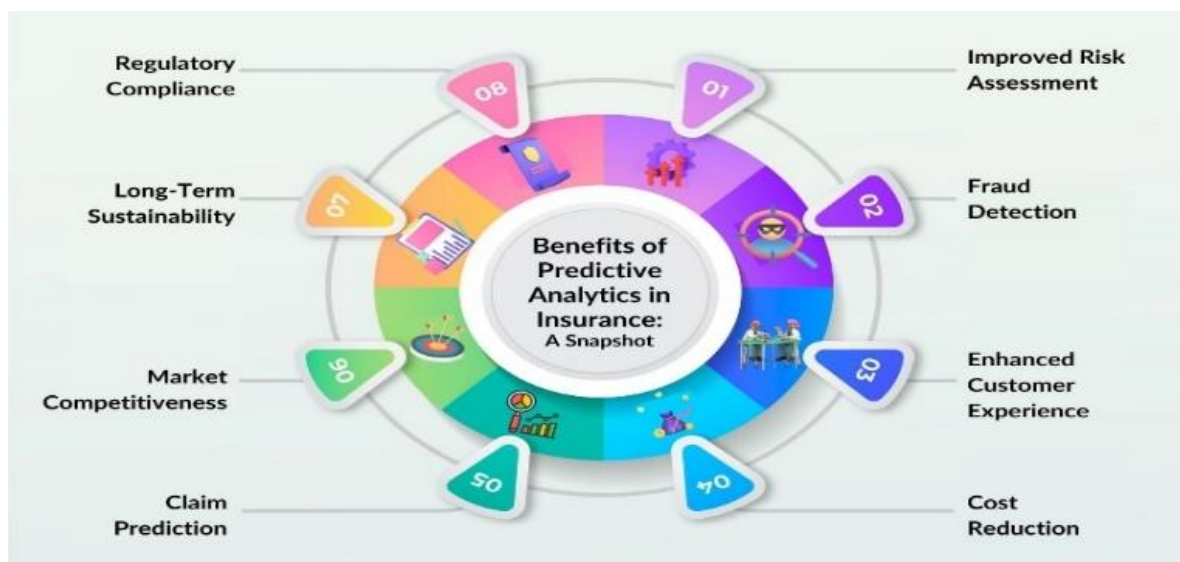 Benefits of
Predictive
Analytics in
Insurance:
A Snapshot
01
Improved Risk
Assessment
02
Fraud
Detection
03
Enhanced
Customer
Experience
04
Cost
Reduction
05
Claim
Prediction
06
Market
Competitiveness
07
Long-Term
Sustainability
08
Regulatory
Compliance